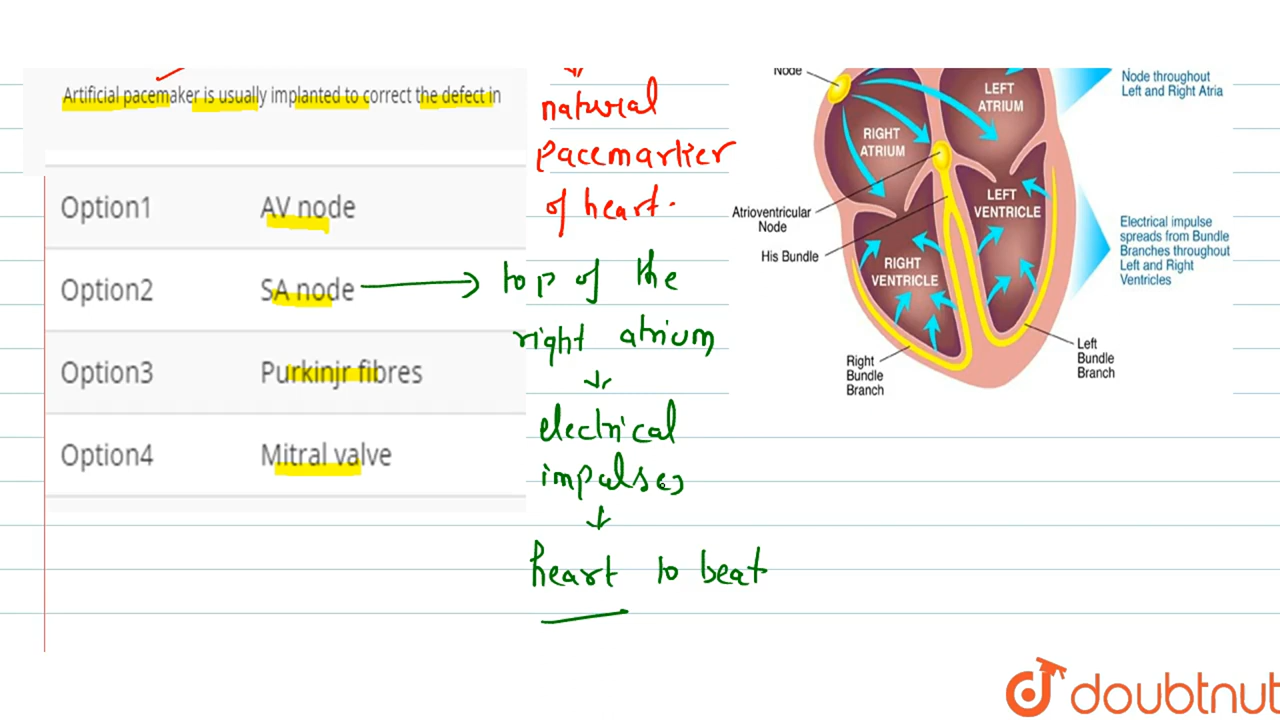 Artificial pacemaker is usually implanted to correct the defect in
Option1 AV node
Option2 SA node
Option3 Purkinjr fibres
Option4 Mitral valve
natural
pacemarker
of heart.
top of the
right atrium
electrical
impulses
heart to beat
Node
LEFT
ATRIUM
RIGHT
ATRIUM
Atrioventricular
Node
His Bundle
LEFT
VENTRICLE
RIGHT
VENTRICLE
Right
Bundle
Branch
Left
Bundle
Branch
Node throughout
Left and Right Atria
Electrical impulse
spreads from Bundle
Branches throughout
Left and Right
Ventricles
doubtnut